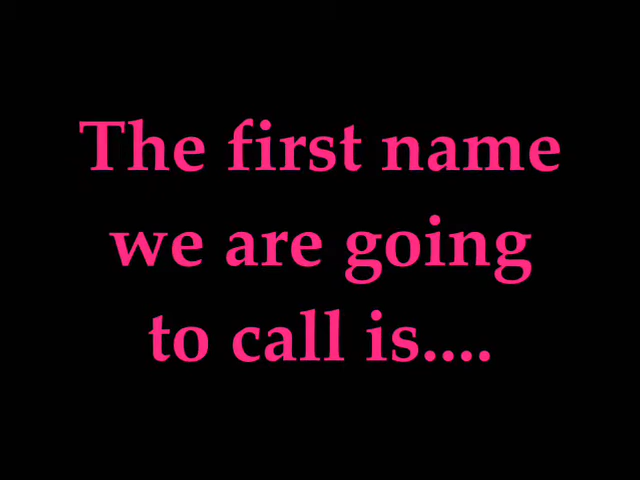 The first name
we are going
to call is....